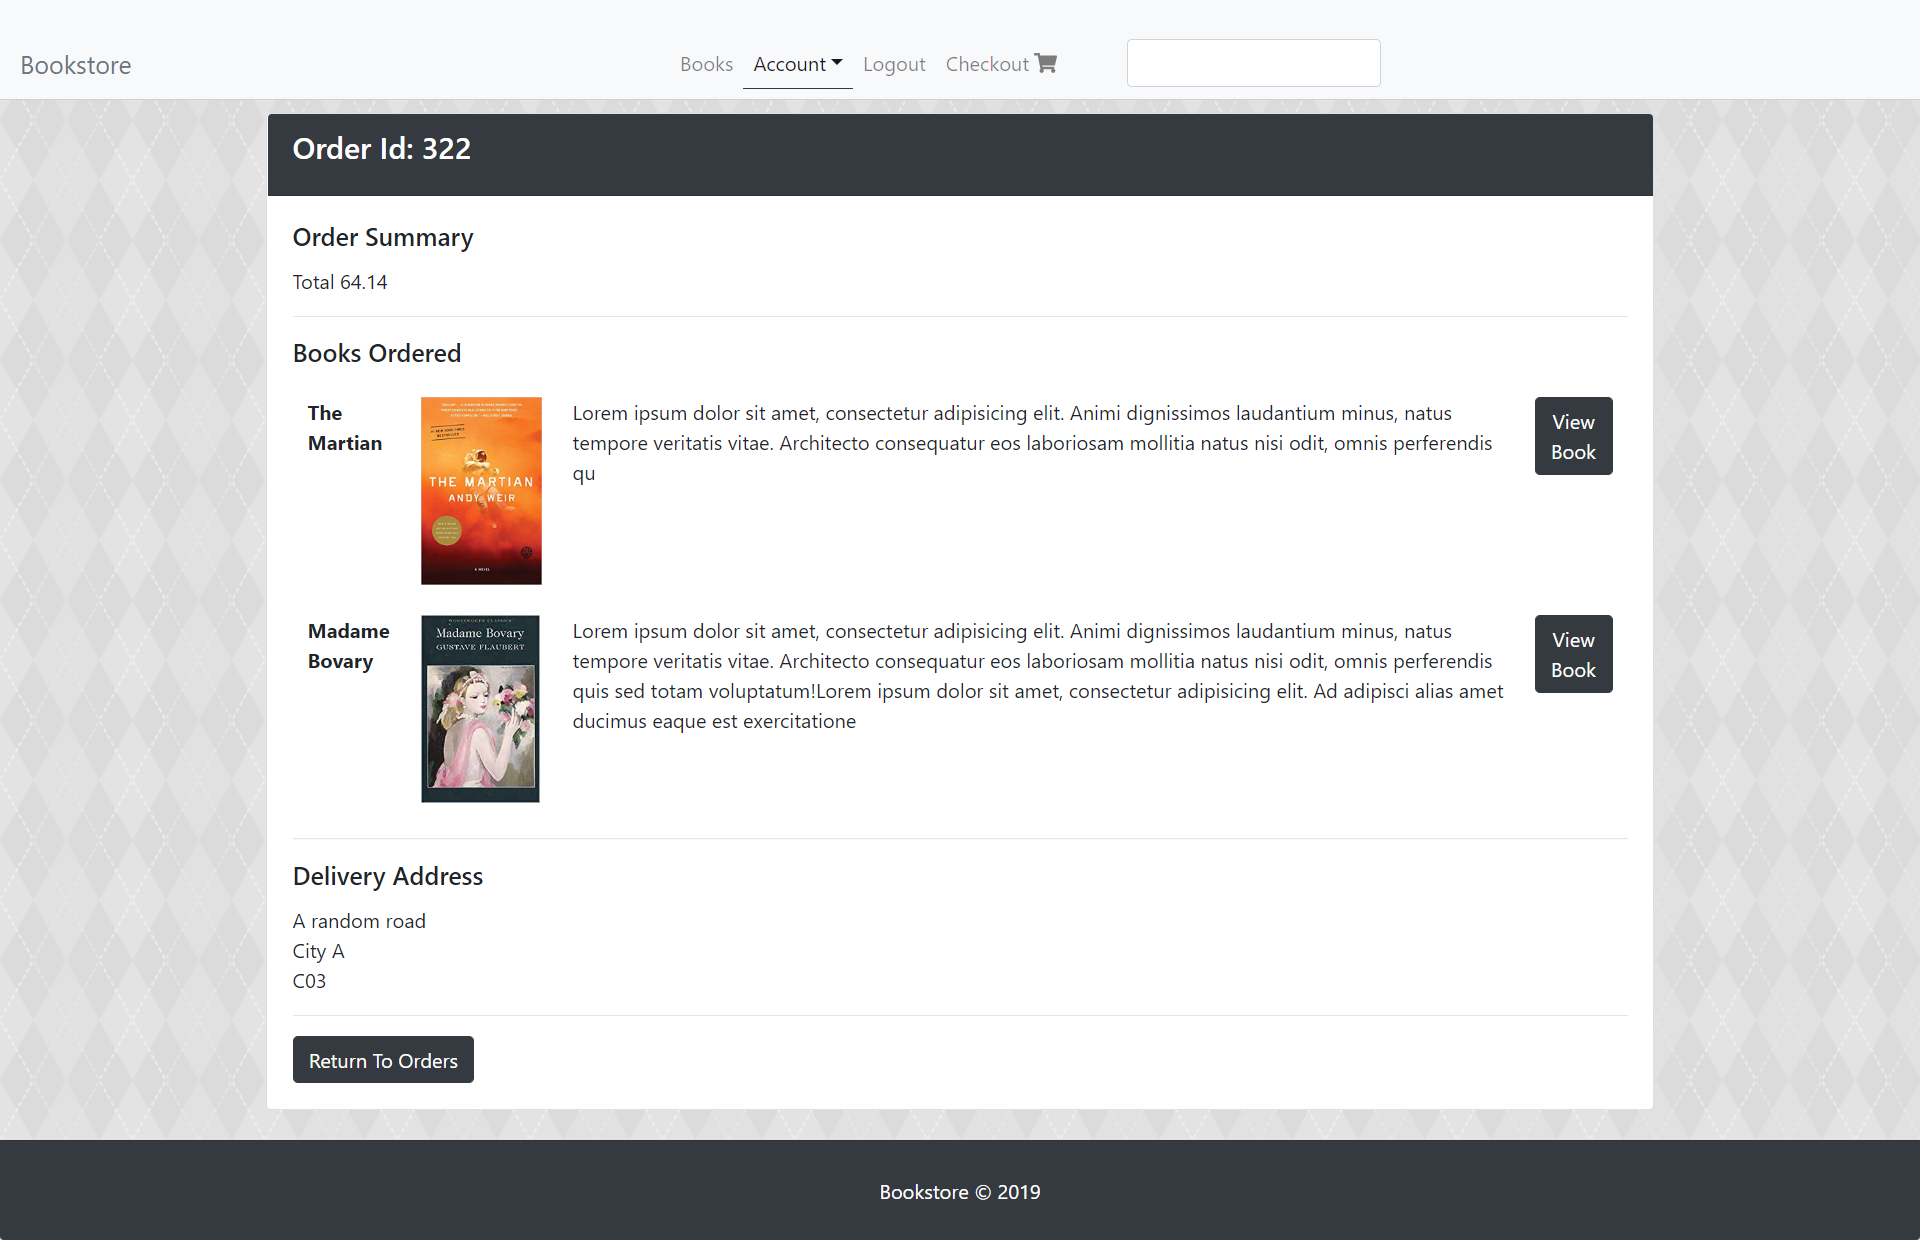 Bookstore
Books Account Logout Checkout
Order Id: 322
Order Summary
Total 64.14
Books Ordered
The
Martian
THE MARTIAN
ANDY WEIR
A NOVEL
Lorem ipsum dolor sit amet, consectetur adipisicing elit. Animi dignissimos laudantium minus, natus
tempore veritatis vitae. Architecto consequatur eos laboriosam mollitia natus nisi odit, omnis perferendis
qu
View
Book
Madame
Bovary
WORDSWORTH CLASSICS
Madame Bovary
GUSTAVE FLAUBERT
Lorem ipsum dolor sit amet, consectetur adipisicing elit. Animi dignissimos laudantium minus, natus
tempore veritatis vitae. Architecto consequatur eos laboriosam mollitia natus nisi odit, omnis perferendis
quis sed totam voluptatum!Lorem ipsum dolor sit amet, consectetur adipisicing elit. Ad adipisci alias amet
ducimus eaque est exercitatione
View
Book
Delivery Address
A random road
City A
C03
Return To Orders
Bookstore © 2019